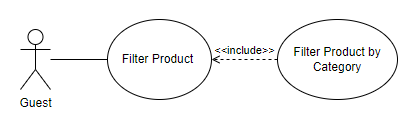 <<include>>
Filter Product
Filter Product by
Category
Guest